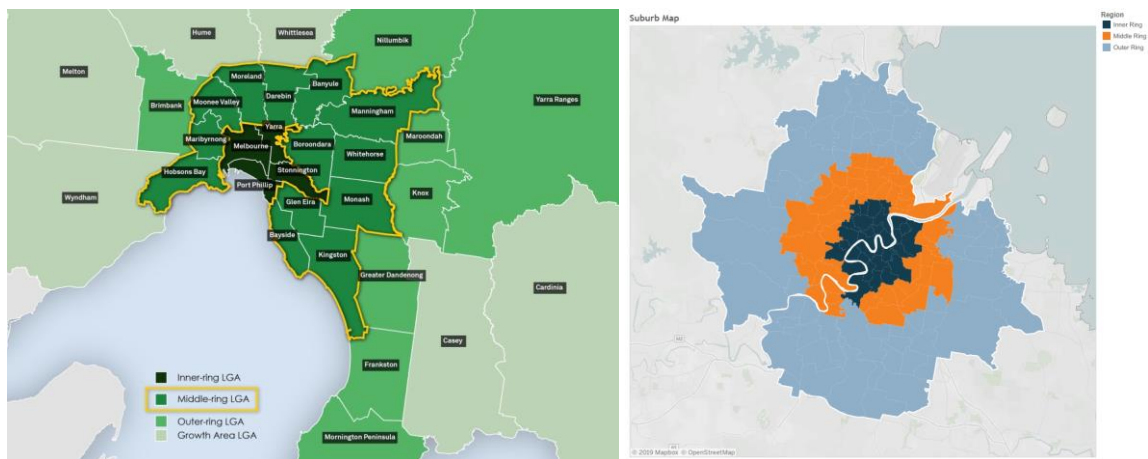 Hume
Whittlesea
Nillumbik
Melton
Moreland
Banyule
Brimbank
Moonee Valley
Darebin
Yarra Ranges
Manningham
Yarra
Maribyrnong
Maroondah
Melbourne
Boroondara
Whitehorse
Hobsons Bay
Stonnington
Port Phillip
Knox
Wyndham
Glen Eira
Monash
Bayside
Kingston
Greater Dandenong
Cardinia
Casey
Frankston
Mornington Peninsula
Inner-ring LGA
Middle-ring LGA
Outer-ring LGA
Growth Area LGA
Suburb Map
Region
Inner Ring
Middle Ring
Outer Ring
© 2019 Mapbox © OpenStreetMap